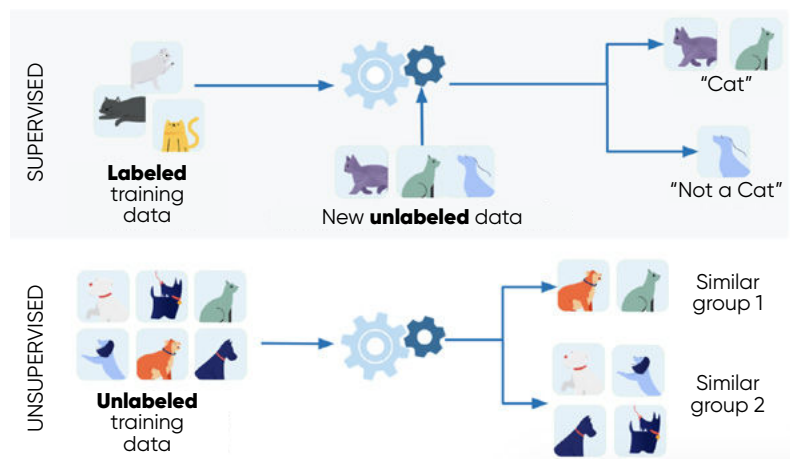 SUPERVISED
Labeled
training
data
New unlabeled data
“Cat”
“Not a Cat”
UNSUPERVISED
Unlabeled
training
data
Similar
group 1
Similar
group 2